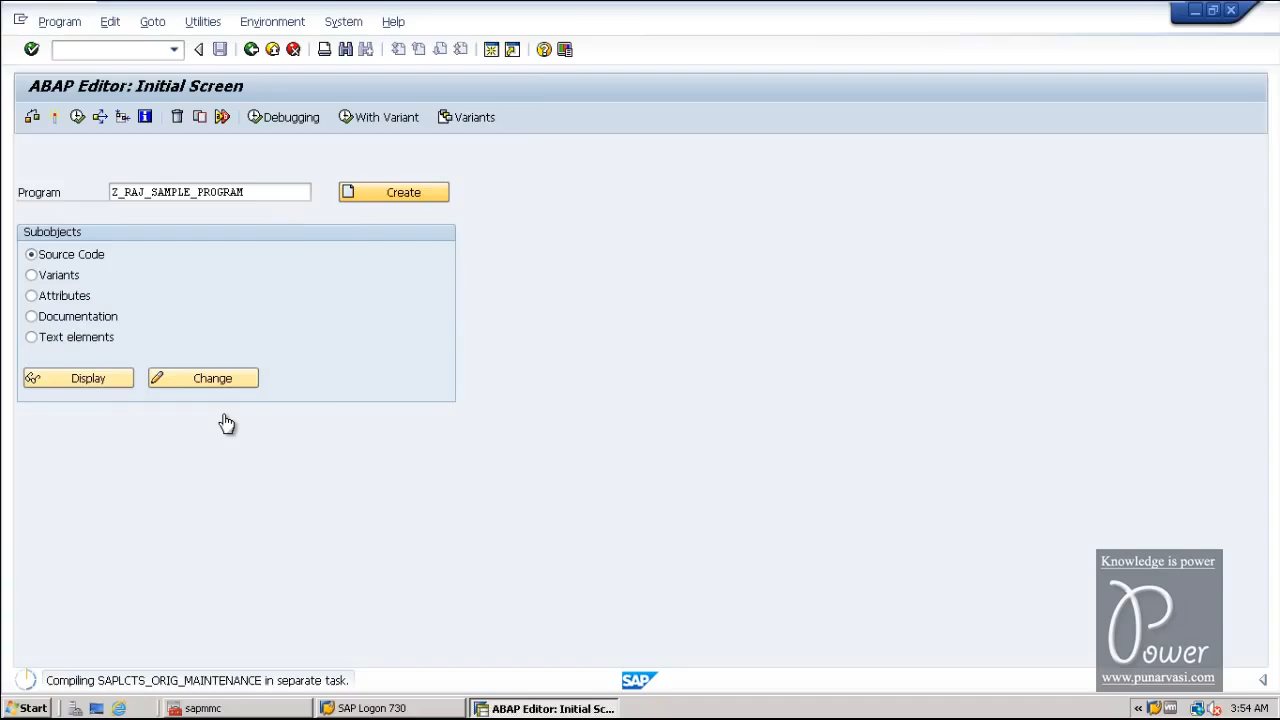 Program Edit Goto Utilities Environment System Help
ABAP Editor: Initial Screen
Debugging With Variant Variants
Program Z_RAJ_SAMPLE_PROGRAM Create
Subobjects
Source Code
Variants
Attributes
Documentation
Text elements
Display Change
Knowledge is power
Power
www.punarvasi.com
Compiling SAPLCTS_ORIG_MAINTENANCE in separate task.
SAP
Start sapmmc SAP Logon 730 ABAP Editor: Initial Sc... « 3:54 AM